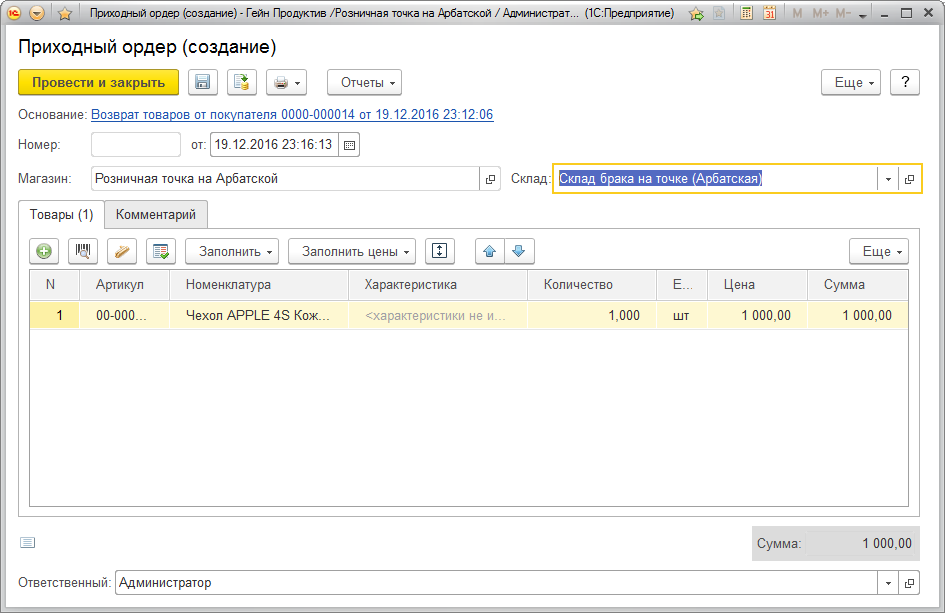 Приходный ордер (создание) - Гейн Продуктив /Розничная точка на Арбатской / Администрат... (1С:Предприятие) M M+ M-
Приходный ордер (создание)
Провести и закрыть Отчеты Еще ?
Основание: Возврат товаров от покупателя 0000-000014 от 19.12.2016 23:12:06
Номер: от: 19.12.2016 23:16:13
Магазин: Розничная точка на Арбатской Склад: Склад брака на точке (Арбатская)
Товары (1) Комментарий
Заполнить Заполнить цены Еще
N Артикул Номенклатура Характеристика Количество Е... Цена Сумма
1 00-000... Чехол APPLE 4S Кож... <характеристики не и... 1,000 шт 1 000,00 1 000,00
Сумма: 1 000,00
Ответственный: Администратор